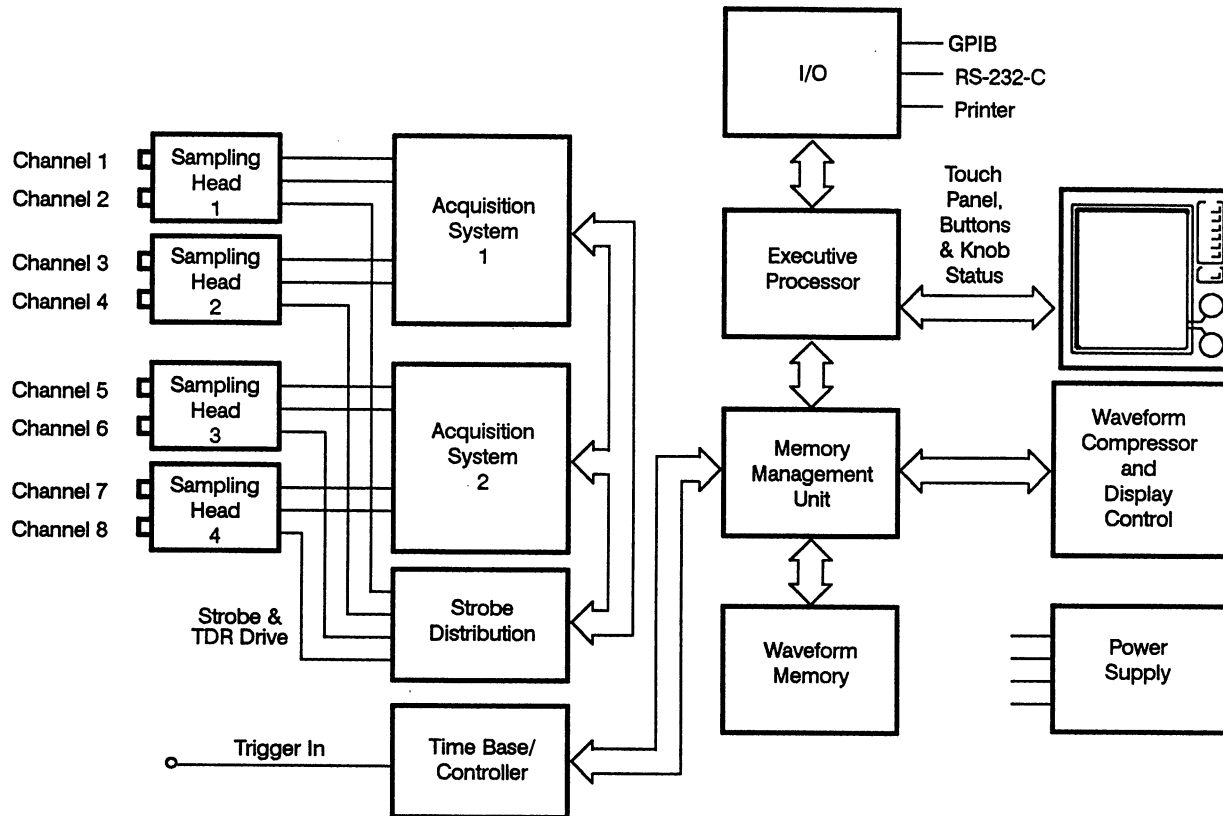 I/O
GPIB
RS-232-C
Printer
Channel 1
Channel 2
Sampling
Head
1
Channel 3
Channel 4
Sampling
Head
2
Acquisition
System
1
Channel 5
Channel 6
Sampling
Head
3
Channel 7
Channel 8
Sampling
Head
4
Acquisition
System
2
Strobe &
TDR Drive
Strobe
Distribution
Trigger In
Time Base/
Controller
Executive
Processor
Touch
Panel,
Buttons
& Knob
Status
Memory
Management
Unit
Waveform
Compressor
and
Display
Control
Waveform
Memory
Power
Supply